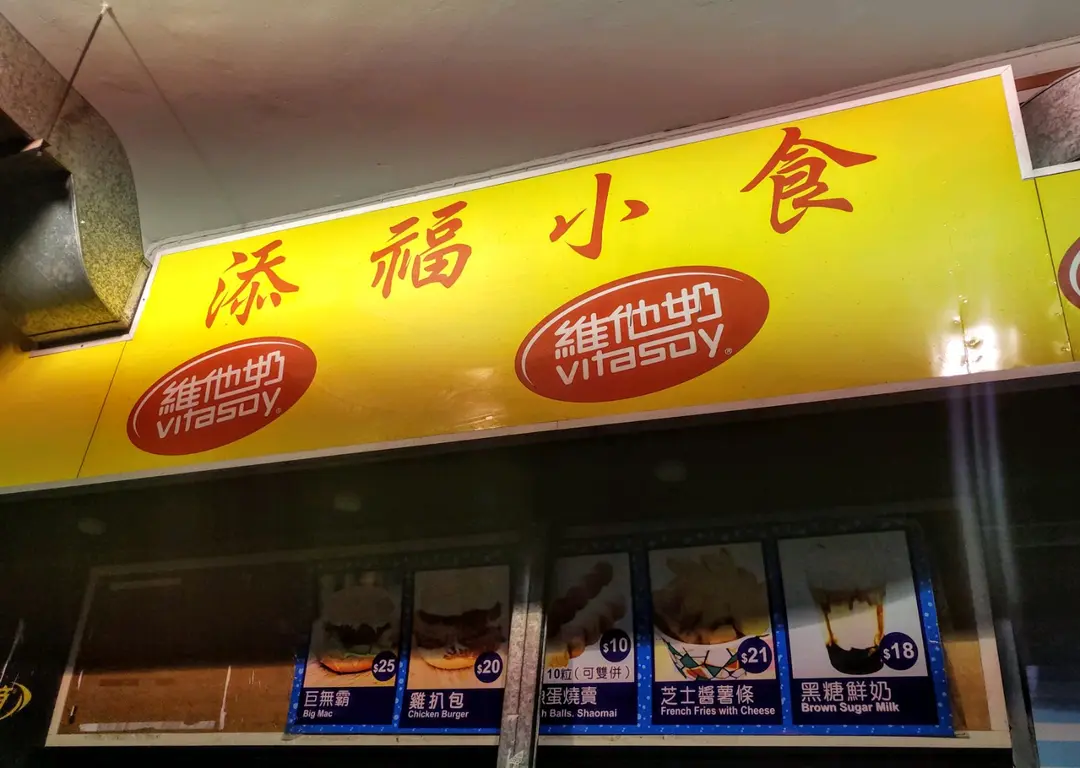 添福小食
維他奶
vitasoy
®
維他奶
vitasoy
®
$25
巨無霸
Big Mac
$20
雞扒包
Chicken Burger
$10
10粒(可雙併)
蛋燒賣
Balls. Shaomai
$21
芝士醬薯條
French Fries with Cheese
$18
黑糖鮮奶
Brown Sugar Milk